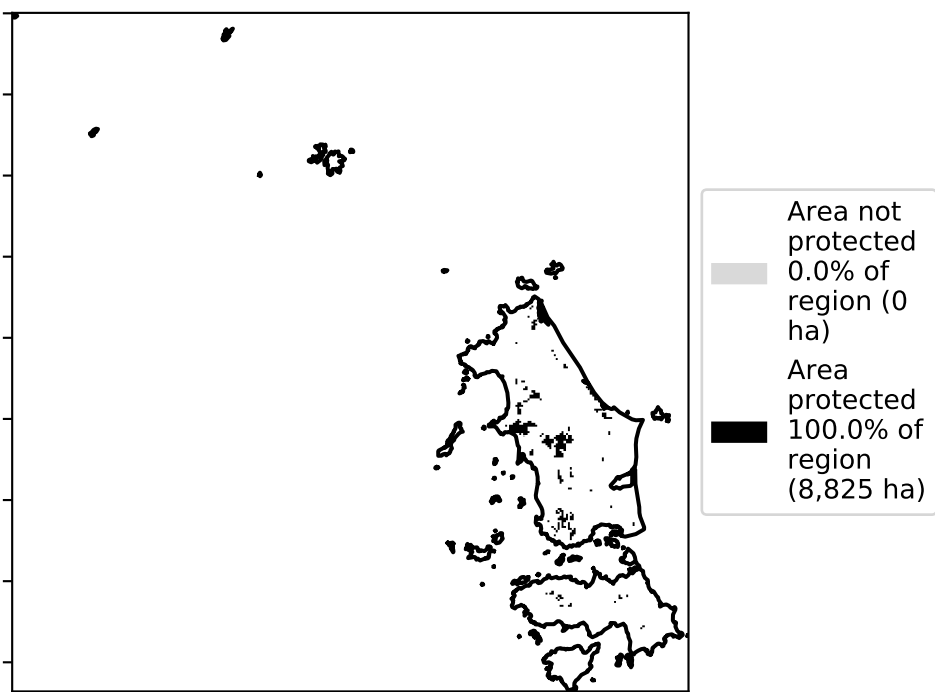 Area not
protected
0.0% of
region (0
ha)
Area
protected
100.0% of
region
(8,825 ha)